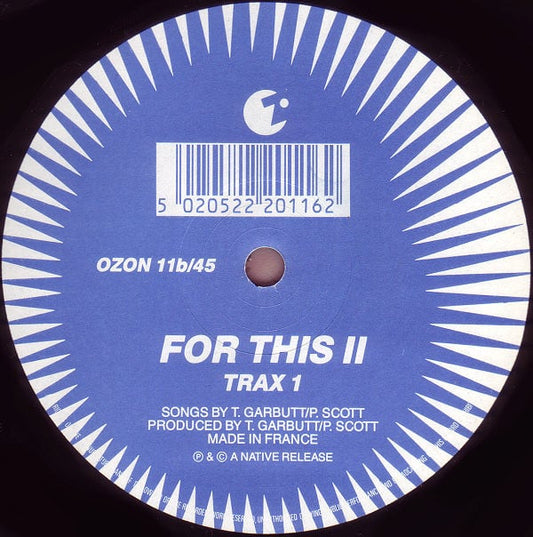 5 020522 201162
OZON 11b/45
FOR THIS II
TRAX 1
SONGS BY T. GARBUTT/P. SCOTT
PRODUCED BY T. GARBUTT/P. SCOTT
MADE IN FRANCE
℗ & © A NATIVE RELEASE